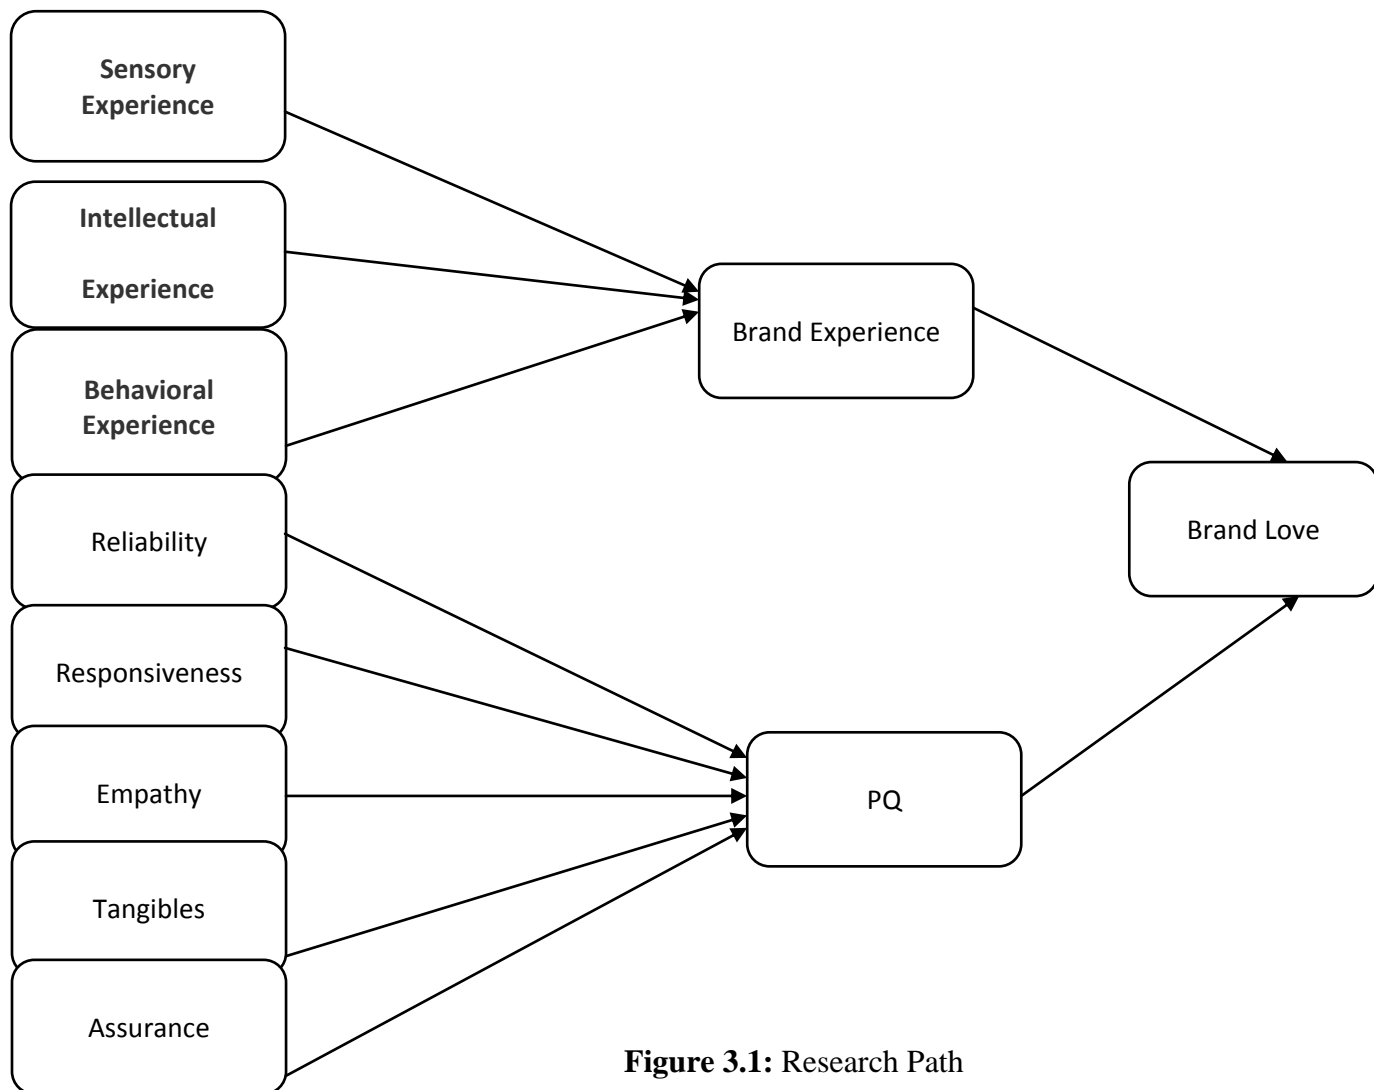 Sensory
Experience
Intellectual
Experience
Behavioral
Experience
Reliability
Responsiveness
Empathy
Tangibles
Assurance
Brand Experience
PQ
Brand Love
Figure 3.1: Research Path